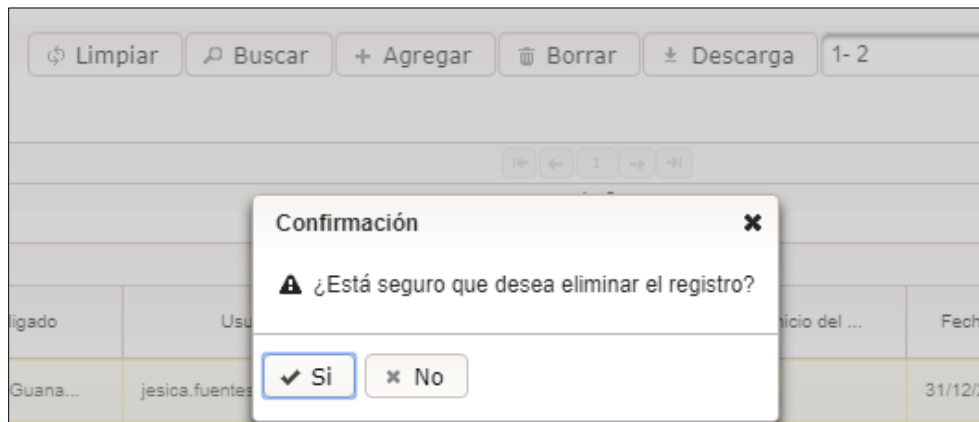 Limpiar Buscar + Agregar Borrar Descarga 1- 2
1
Confirmación
¿Está seguro que desea eliminar el registro?
ligado Usu icio del ... Fech
Si No
Guana... jesica.fuentes 31/12/